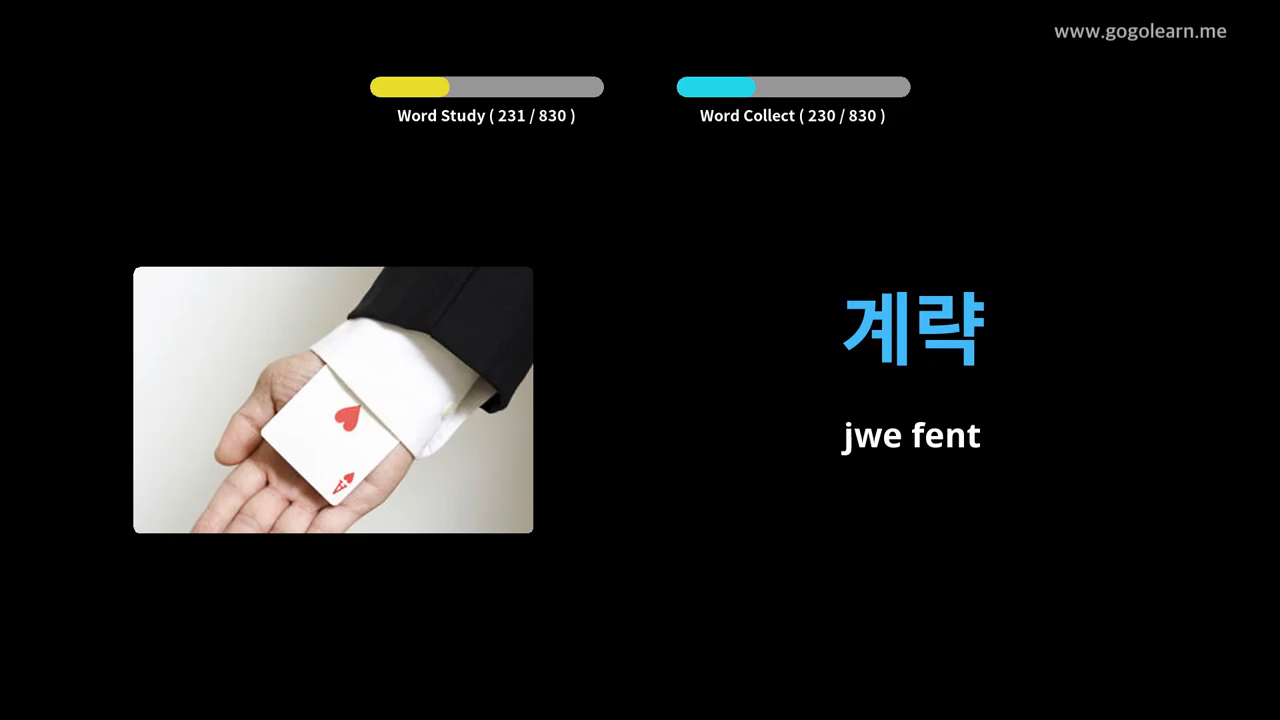 www.gogolearn.me
Word Study ( 231 / 830 )
Word Collect ( 230 / 830 )
계략
jwe fent
A